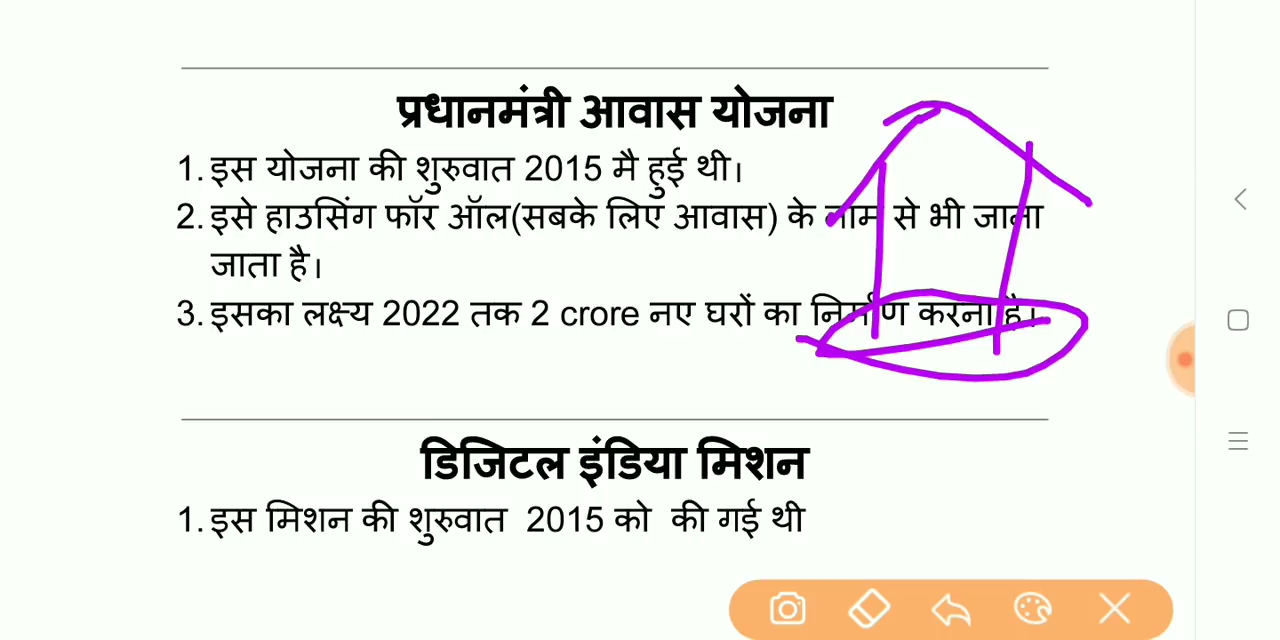 प्रधानमंत्री आवास योजना
1. इस योजना की शुरुवात 2015 मै हुई थी।
2. इसे हाउसिंग फॉर ऑल(सबके लिए आवास) के नाम से भी जाना
जाता है।
3. इसका लक्ष्य 2022 तक 2 crore नए घरों का निर्माण करना है।
डिजिटल इंडिया मिशन
1. इस मिशन की शुरुवात 2015 को की गई थी